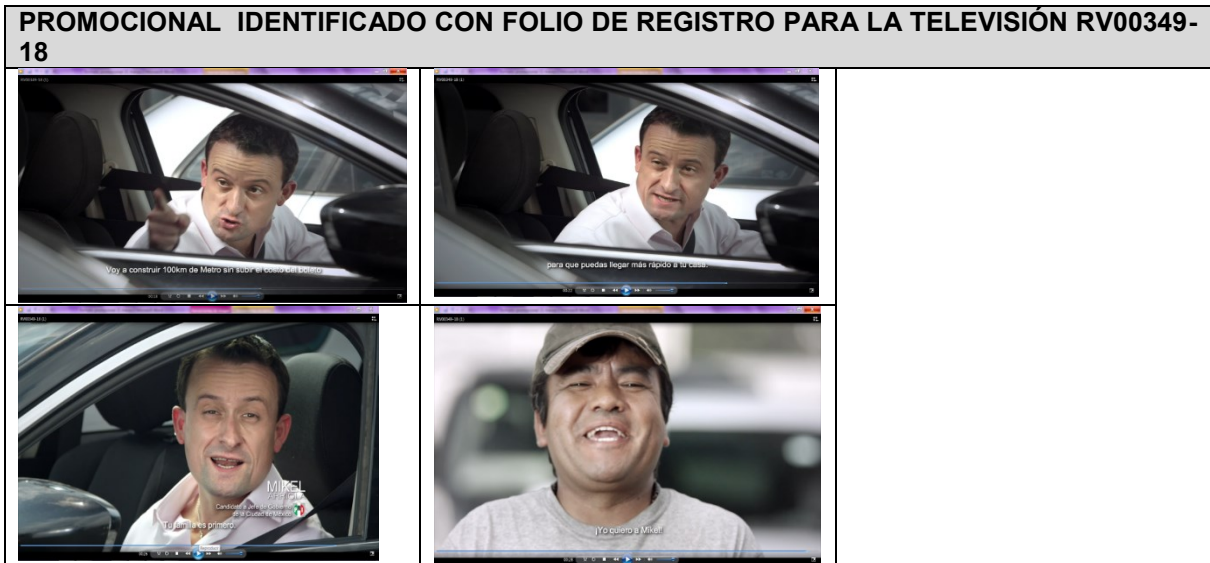 PROMOCIONAL IDENTIFICADO CON FOLIO DE REGISTRO PARA LA TELEVISIÓN RV00349-
18
Voy a construir 100km de Metro sin subir el costo del boleto
para que puedas llegar más rápido a tu casa.
MIKEL
ARRIOLA
Candidato a Jefe de Gobierno
de la Ciudad de México
Tu familia es primero.
¡Yo quiero a Mikel!